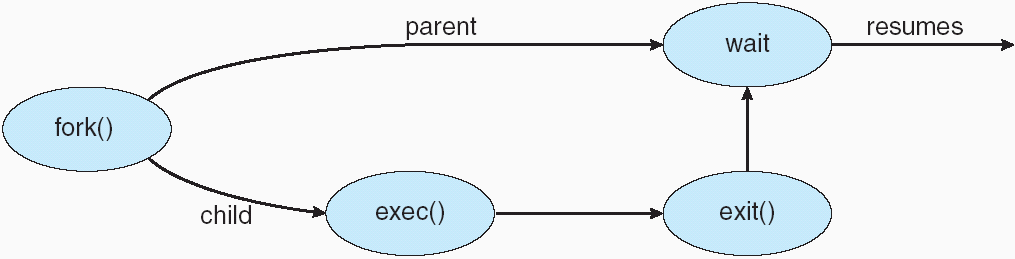 parent
wait
resumes
fork()
child
exec()
exit()